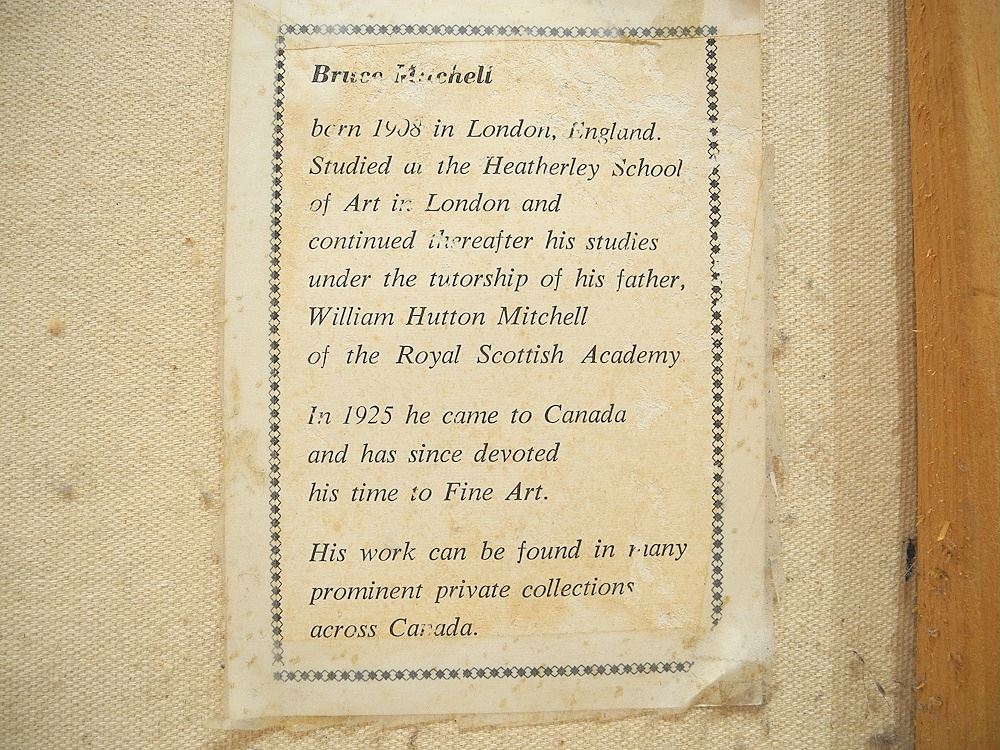 Bruce Mitchell
born 1908 in London, England.
Studied at the Heatherley School
of Art in London and
continued thereafter his studies
under the tutorship of his father,
William Hutton Mitchell
of the Royal Scottish Academy
In 1925 he came to Canada
and has since devoted
his time to Fine Art.
His work can be found in many
prominent private collections
across Canada.